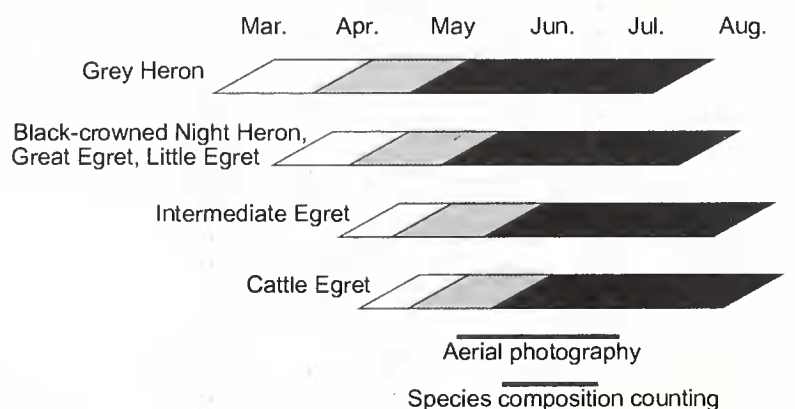 Mar. Apr. May Jun. Jul. Aug.
Grey Heron
Black-crowned Night Heron,
Great Egret, Little Egret
Intermediate Egret
Cattle Egret
Aerial photography
Species composition counting